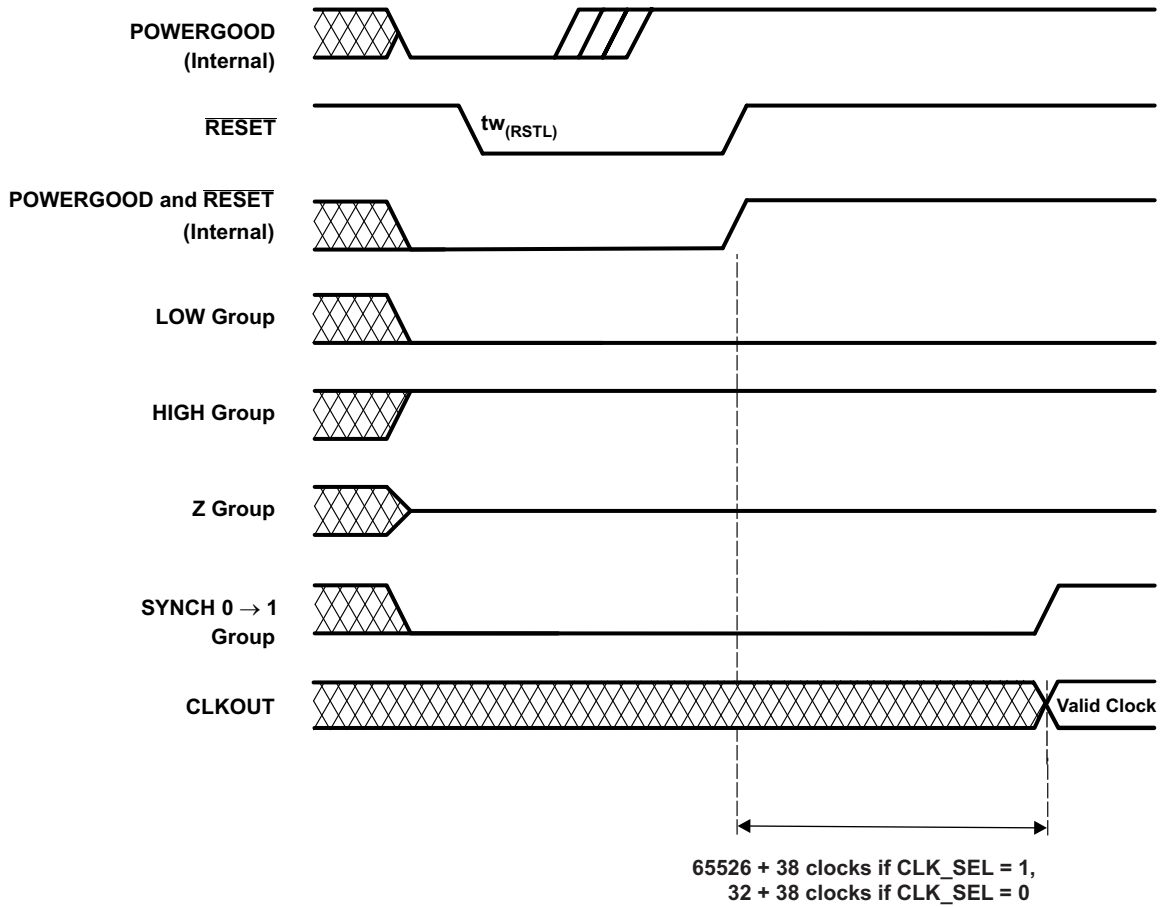 POWERGOOD
(Internal)
RESET
tw(RSTL)
POWERGOOD and RESET
(Internal)
LOW Group
HIGH Group
Z Group
SYNCH 0 → 1
Group
CLKOUT
Valid Clock
65526 + 38 clocks if CLK_SEL = 1,
32 + 38 clocks if CLK_SEL = 0